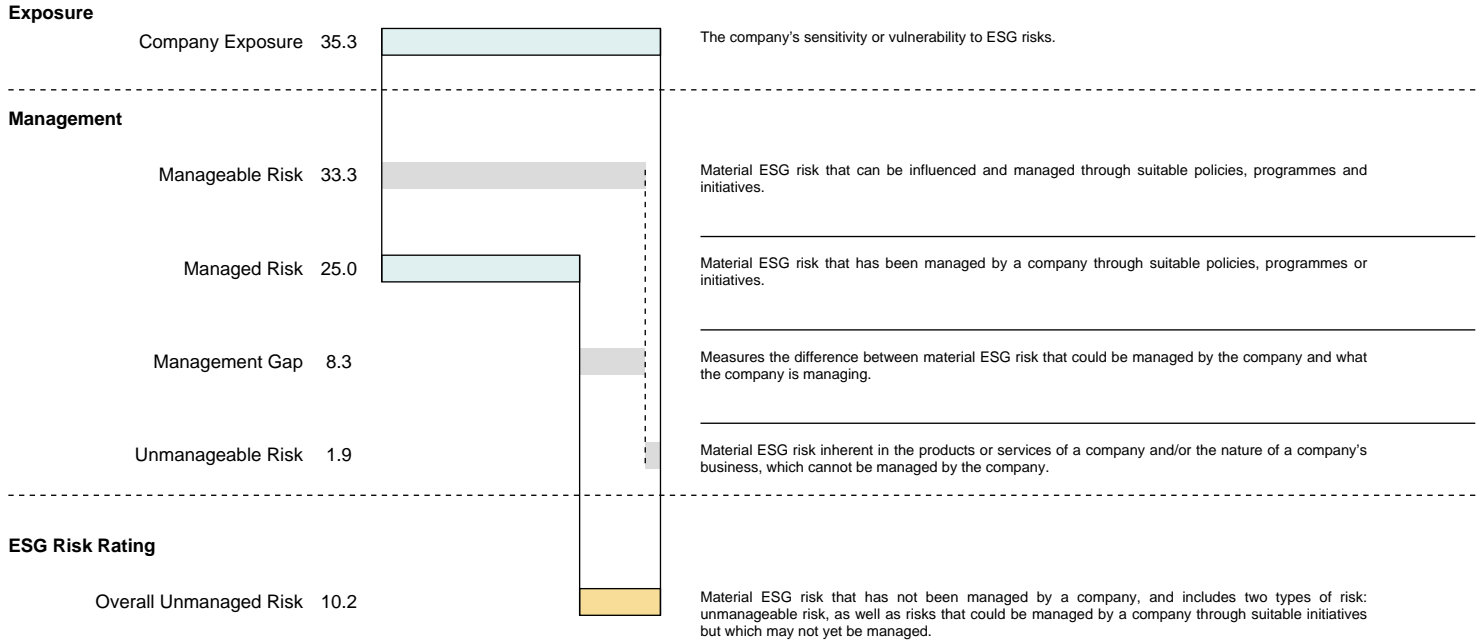 Exposure
Company Exposure 35.3
The company’s sensitivity or vulnerability to ESG risks.
Management
Manageable Risk 33.3
Material ESG risk that can be influenced and managed through suitable policies, programmes and
initiatives.
Managed Risk 25.0
Material ESG risk that has been managed by a company through suitable policies, programmes or
initiatives.
Management Gap 8.3
Measures the difference between material ESG risk that could be managed by the company and what
the company is managing.
Unmanageable Risk 1.9
Material ESG risk inherent in the products or services of a company and/or the nature of a company’s
business, which cannot be managed by the company.
ESG Risk Rating
Overall Unmanaged Risk 10.2
Material ESG risk that has not been managed by a company, and includes two types of risk:
unmanageable risk, as well as risks that could be managed by a company through suitable initiatives
but which may not yet be managed.